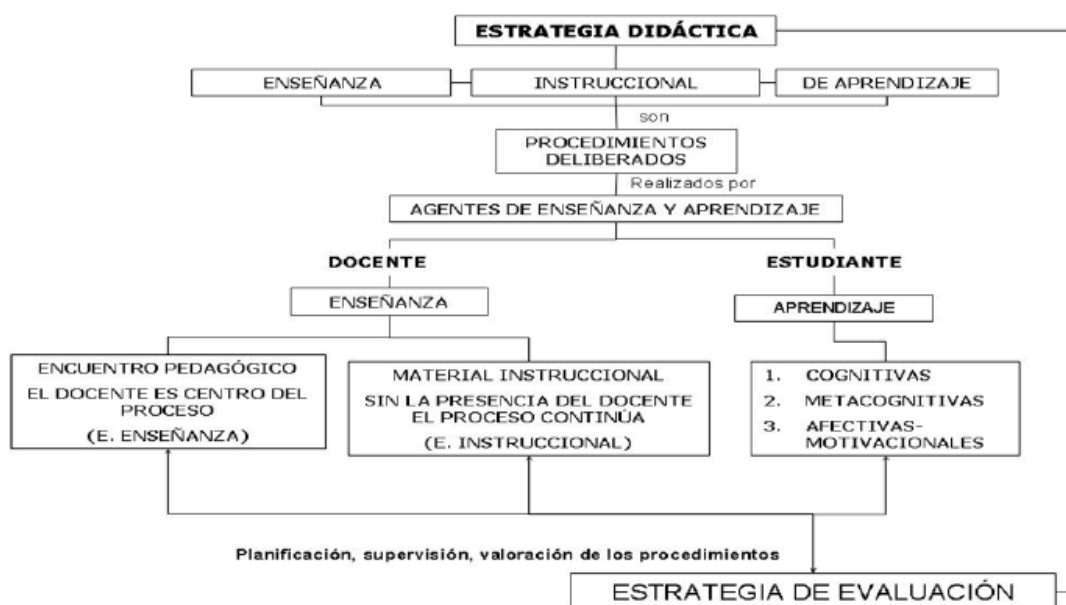 ESTRATEGIA DIDÁCTICA
ENSEÑANZA
INSTRUCCIONAL
DE APRENDIZAJE
son
PROCEDIMIENTOS
DELIBERADOS
Realizados por
AGENTES DE ENSEÑANZA Y APRENDIZAJE
DOCENTE
ESTUDIANTE
ENSEÑANZA
APRENDIZAJE
ENCUENTRO PEDAGÓGICO
EL DOCENTE ES CENTRO DEL
PROCESO
(E. ENSEÑANZA)
MATERIAL INSTRUCCIONAL
SIN LA PRESENCIA DEL DOCENTE
EL PROCESO CONTINÚA
(E. INSTRUCCIONAL)
1. COGNITIVAS
2. METACOGNITIVAS
3. AFECTIVAS-
MOTIVACIONALES
Planificación, supervisión, valoración de los procedimientos
ESTRATEGIA DE EVALUACIÓN